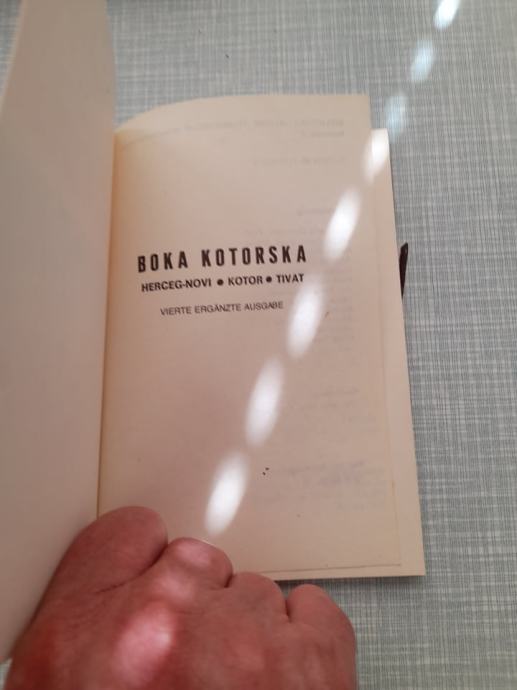 BOKA KOTORSKA
HERCEG-NOVI ● KOTOR ● TIVAT
VIERTE ERGÄNZTE AUSGABE